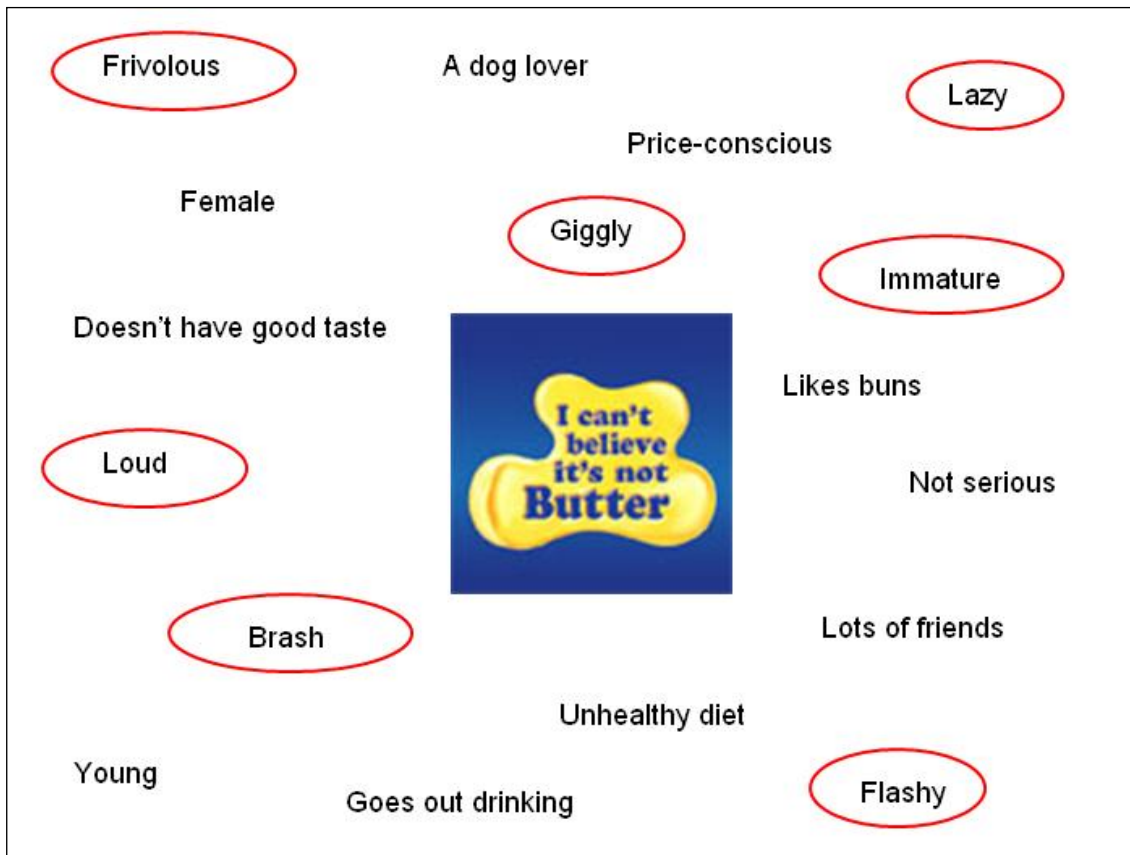 Frivolous
A dog lover
Lazy
Price-conscious
Female
Giggly
Immature
Doesn't have good taste
Likes buns
I can't
believe
it's not
Butter
Loud
Not serious
Brash
Lots of friends
Unhealthy diet
Young
Goes out drinking
Flashy